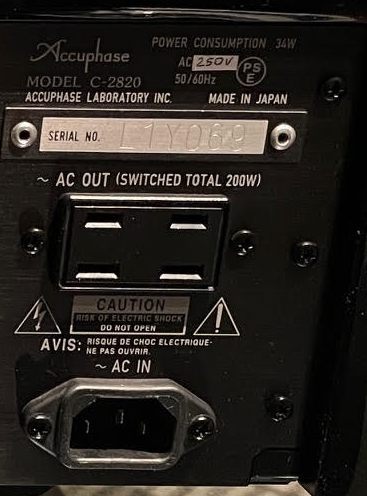 Accuphase
POWER CONSUMPTION 34W
AC 250V
50/60Hz
PS
E
MODEL C-2820
ACCUPHASE LABORATORY INC.
MADE IN JAPAN
SERIAL NO. L1Y069
~ AC OUT (SWITCHED TOTAL 200W)
CAUTION
RISK OF ELECTRIC SHOCK
DO NOT OPEN
AVIS: RISQUE DE CHOC ELECTRIQUE-
NE PAS OUVRIR.
~ AC IN